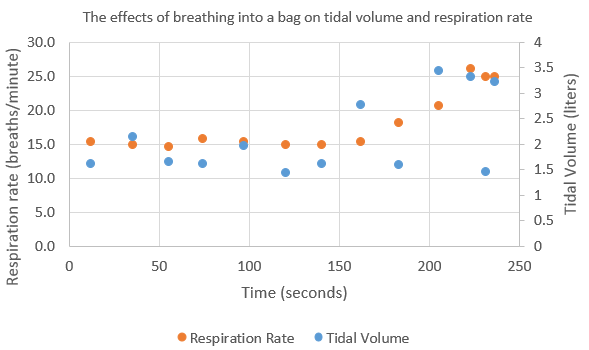 The effects of breathing into a bag on tidal volume and respiration rate
Respiration rate (breaths/minute)
30.0
25.0
20.0
15.0
10.0
5.0
0.0
4
3.5
3
2.5
2
1.5
1
0.5
0
Tidal Volume (liters)
0 50 100 150 200 250
Time (seconds)
Respiration Rate Tidal Volume